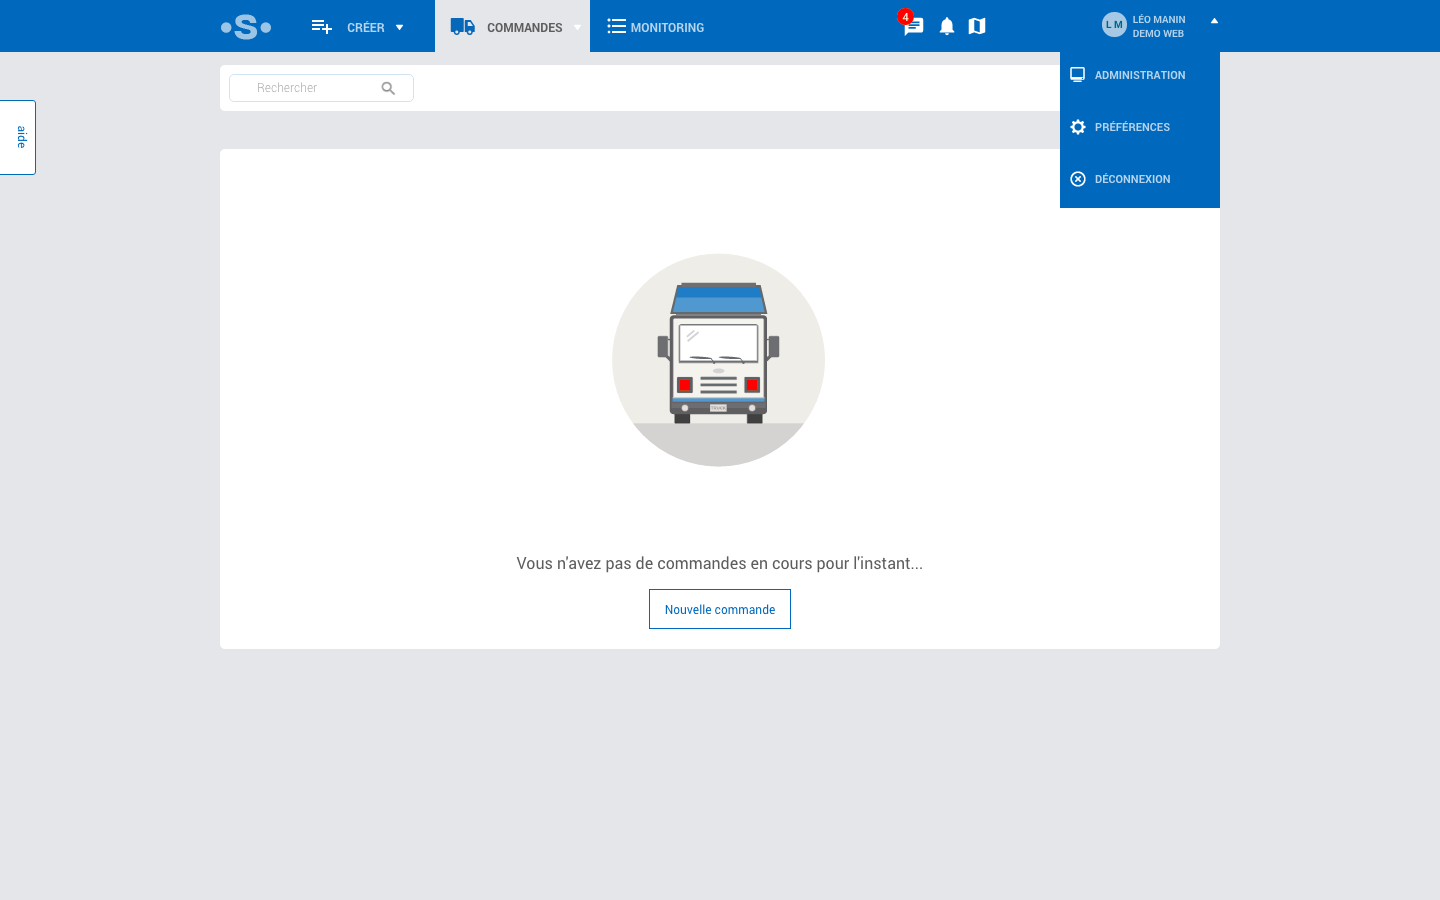 S
CRÉER
COMMANDES
MONITORING
4
L M
LÉO MANIN
DEMO WEB
ADMINISTRATION
PRÉFÉRENCES
DÉCONNEXION
Rechercher
aide
Vous n'avez pas de commandes en cours pour l'instant...
Nouvelle commande